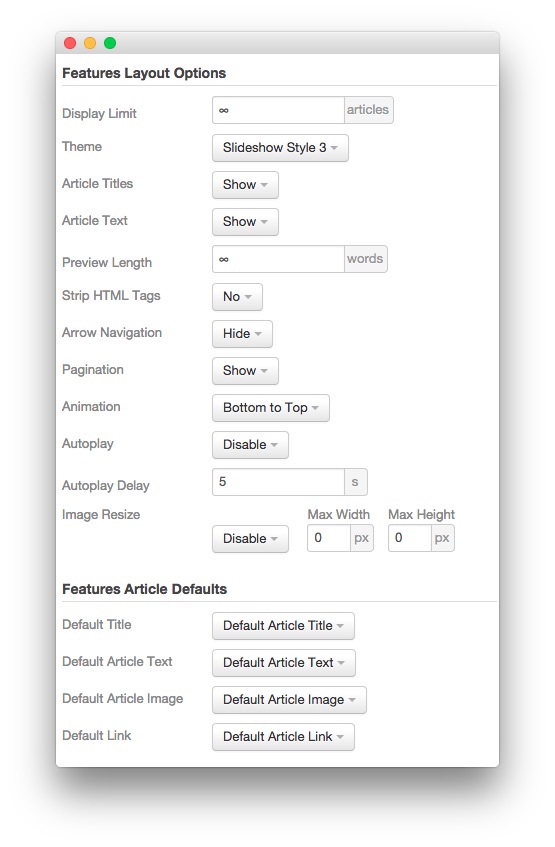 Features Layout Options
Display Limit ∞ articles
Theme Slideshow Style 3
Article Titles Show
Article Text Show
Preview Length ∞ words
Strip HTML Tags No
Arrow Navigation Hide
Pagination Show
Animation Bottom to Top
Autoplay Disable
Autoplay Delay 5 s
Image Resize Max Width Max Height
Disable 0 px 0 px
Features Article Defaults
Default Title Default Article Title
Default Article Text Default Article Text
Default Article Image Default Article Image
Default Link Default Article Link